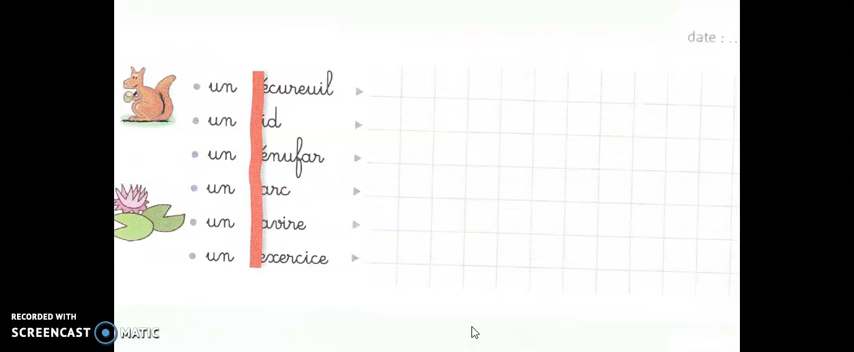 date : ..
un écureuil
un id
un énufar
un arc
un avire
un exercice
RECORDED WITH
SCREENCAST MATIC